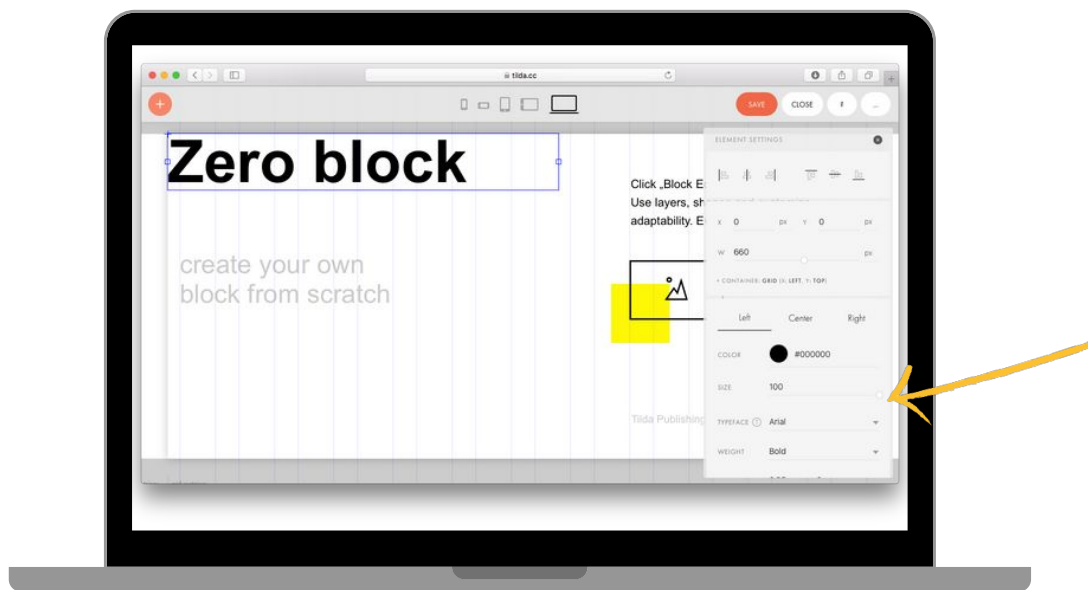 tilda.cc
SAVE
CLOSE
Zero block
create your own
block from scratch
Click „Block E
Use layers, sh
adaptability. E
Tilda Publishing
ELEMENT SETTINGS
X 0 PX Y 0 PX
W 660 PX
+ CONTAINER: GRID (X: LEFT, Y: TOP)
Left Center Right
COLOR #000000
SIZE 100
TYPEFACE ? Arial
WEIGHT Bold